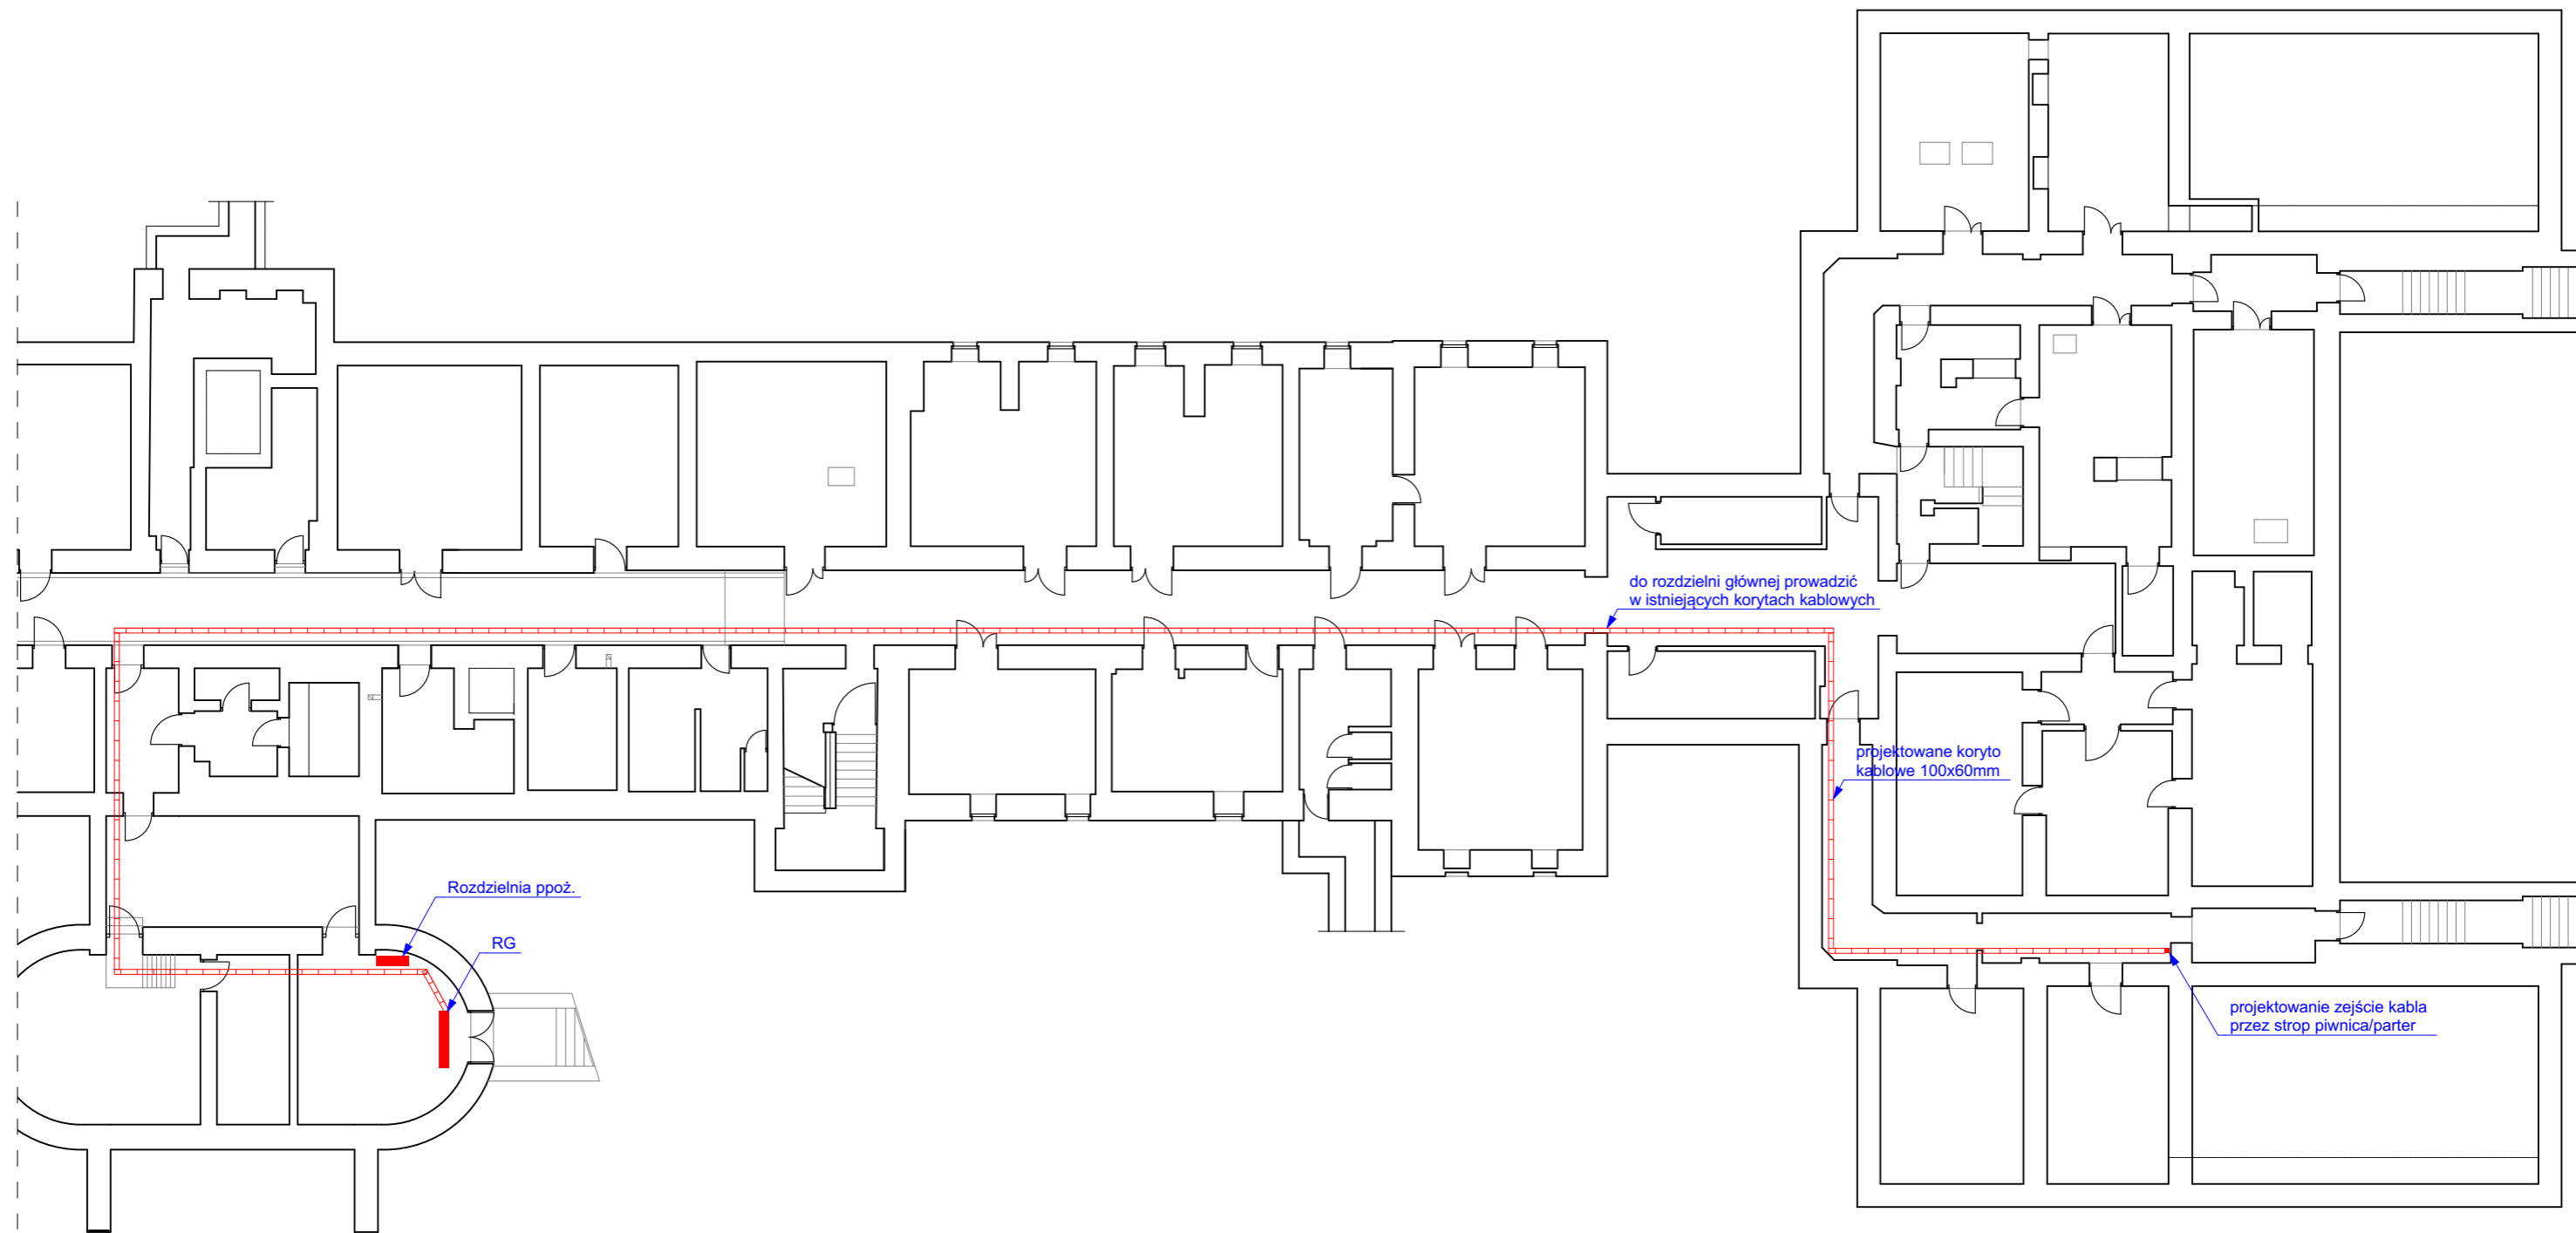 do rozdzielni głównej prowadzić
w istniejących korytach kablowych
projektowane koryto
kablowe 100x60mm
Rozdzielnia ppoż.
RG
projektowanie zejście kabla
przez strop piwnica/parter